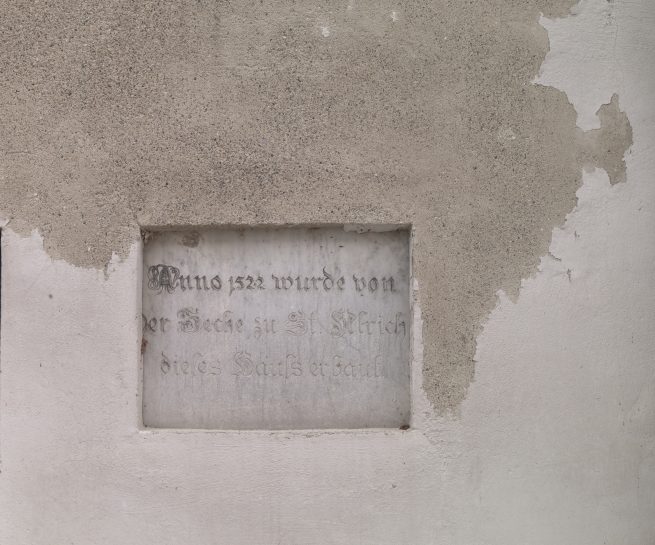 Anno 1522 wurde von
der Zeche zu St. Ulrich
dieses Hauß erbaut